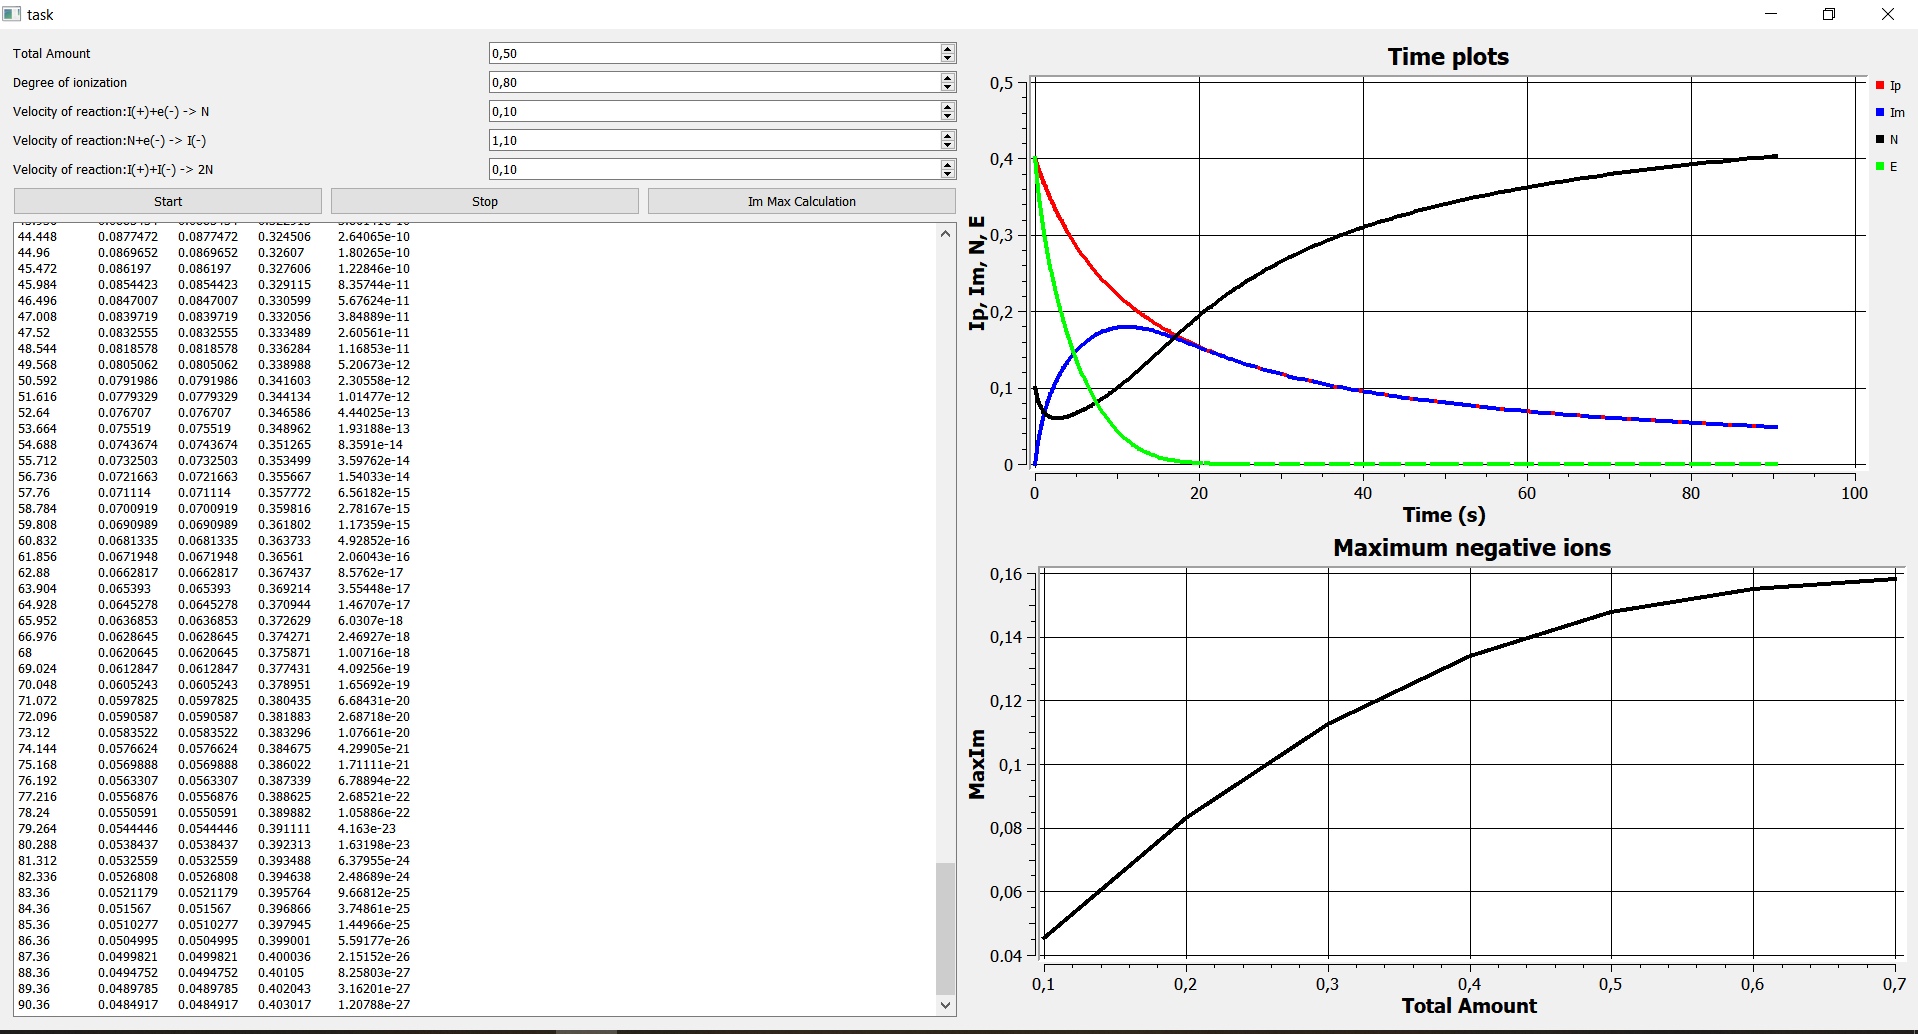 task
Total Amount 0,50
Degree of ionization 0,80
Velocity of reaction:I(+)+e(-) -> N 0,10
Velocity of reaction:N+e(-) -> I(-) 1,10
Velocity of reaction:I(+)+I(-) -> 2N 0,10
Start Stop Im Max Calculation
44.448 0.0877472 0.0877472 0.324506 2.64065e-10
44.96 0.0869652 0.0869652 0.32607 1.80265e-10
45.472 0.086197 0.086197 0.327606 1.22846e-10
45.984 0.0854423 0.0854423 0.329115 8.35744e-11
46.496 0.0847007 0.0847007 0.330599 5.67624e-11
47.008 0.0839719 0.0839719 0.332056 3.84889e-11
47.52 0.0832555 0.0832555 0.333489 2.60561e-11
48.544 0.0818578 0.0818578 0.336284 1.16853e-11
49.568 0.0805062 0.0805062 0.338988 5.20673e-12
50.592 0.0791986 0.0791986 0.341603 2.30558e-12
51.616 0.0779329 0.0779329 0.344134 1.01477e-12
52.64 0.076707 0.076707 0.346586 4.44025e-13
53.664 0.075519 0.075519 0.348962 1.93188e-13
54.688 0.0743674 0.0743674 0.351265 8.3591e-14
55.712 0.0732503 0.0732503 0.353499 3.59762e-14
56.736 0.0721663 0.0721663 0.355667 1.54033e-14
57.76 0.071114 0.071114 0.357772 6.56182e-15
58.784 0.0700919 0.0700919 0.359816 2.78167e-15
59.808 0.0690989 0.0690989 0.361802 1.17359e-15
60.832 0.0681335 0.0681335 0.363733 4.92852e-16
61.856 0.0671948 0.0671948 0.36561 2.06043e-16
62.88 0.0662817 0.0662817 0.367437 8.5762e-17
63.904 0.065393 0.065393 0.369214 3.55448e-17
64.928 0.0645278 0.0645278 0.370944 1.46707e-17
65.952 0.0636853 0.0636853 0.372629 6.0307e-18
66.976 0.0628645 0.0628645 0.374271 2.46927e-18
68 0.0620645 0.0620645 0.375871 1.00716e-18
69.024 0.0612847 0.0612847 0.377431 4.09256e-19
70.048 0.0605243 0.0605243 0.378951 1.65692e-19
71.072 0.0597825 0.0597825 0.380435 6.68431e-20
72.096 0.0590587 0.0590587 0.381883 2.68718e-20
73.12 0.0583522 0.0583522 0.383296 1.07661e-20
74.144 0.0576624 0.0576624 0.384675 4.29905e-21
75.168 0.0569888 0.0569888 0.386022 1.71111e-21
76.192 0.0563307 0.0563307 0.387339 6.78894e-22
77.216 0.0556876 0.0556876 0.388625 2.68521e-22
78.24 0.0550591 0.0550591 0.389882 1.05886e-22
79.264 0.0544446 0.0544446 0.391111 4.163e-23
80.288 0.0538437 0.0538437 0.392313 1.63198e-23
81.312 0.0532559 0.0532559 0.393488 6.37955e-24
82.336 0.0526808 0.0526808 0.394638 2.48689e-24
83.36 0.0521179 0.0521179 0.395764 9.66812e-25
84.36 0.051567 0.051567 0.396866 3.74861e-25
85.36 0.0510277 0.0510277 0.397945 1.44966e-25
86.36 0.0504995 0.0504995 0.399001 5.59177e-26
87.36 0.0499821 0.0499821 0.400036 2.15152e-26
88.36 0.0494752 0.0494752 0.40105 8.25803e-27
89.36 0.0489785 0.0489785 0.402043 3.16201e-27
90.36 0.0484917 0.0484917 0.403017 1.20788e-27
Time plots
Ip, Im, N, E
0,5
0,4
0,3
0,2
0,1
0
0 20 40 60 80 100
Time (s)
Ip
Im
N
E
Maximum negative ions
MaxIm
0,16
0,14
0,12
0,1
0,08
0,06
0.04
0,1 0,2 0,3 0,4 0,5 0,6 0,7
Total Amount